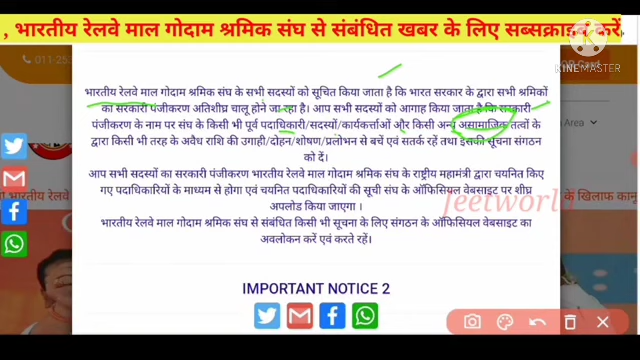 , भारतीय रेलवे माल गोदाम श्रमिक संघ से संबंधित खबर के लिए सब्सक्राइब करें
KINEMASTER
011-253
Area
भारतीय रेलवे माल गोदाम श्रमिक संघ के सभी सदस्यों को सूचित किया जाता है कि भारत सरकार के द्वारा सभी श्रमिकों
का सरकारी पंजीकरण अतिशीघ्र चालू होने जा रहा है। आप सभी सदस्यों को आगाह किया जाता है कि सरकारी
पंजीकरण के नाम पर संघ के किसी भी पूर्व पदाधिकारी/सदस्यों/कार्यकर्त्ताओं और किसी अन्य असामाजिक तत्वों के
द्वारा किसी भी तरह के अवैध राशि की उगाही/दोहन/शोषण/प्रलोभन से बचें एवं सतर्क रहें तथा इसकी सूचना संगठन
को दें।
आप सभी सदस्यों का सरकारी पंजीकरण भारतीय रेलवे माल गोदाम श्रमिक संघ के राष्ट्रीय महामंत्री द्वारा चयनित किए
गए पदाधिकारियों के माध्यम से होगा एवं चयनित पदाधिकारियों की सूची संघ के ऑफिसियल वेबसाइट पर शीघ्र
अपलोड किया जाएगा ।
jeetworld
के खिलाफ कानू
भारतीय रेलवे माल गोदाम श्रमिक संघ से संबंधित किसी भी सूचना के लिए संगठन के ऑफिसियल वेबसाइट का
अवलोकन करें एवं करते रहें।
IMPORTANT NOTICE 2